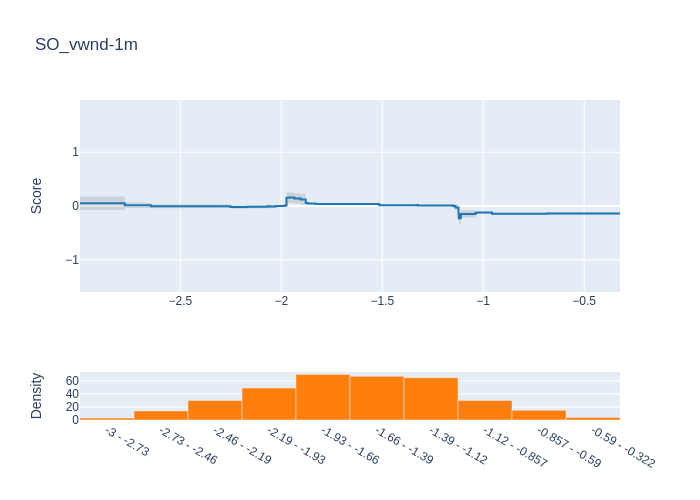 SO_vwnd-1m
Score
1
0
−1
−2.5
−2
−1.5
−1
−0.5
Density
60
40
20
0
-3 - -2.73
-2.73 - -2.46
-2.46 - -2.19
-2.19 - -1.93
-1.93 - -1.66
-1.66 - -1.39
-1.39 - -1.12
-1.12 - -0.857
-0.857 - -0.59
-0.59 - -0.322